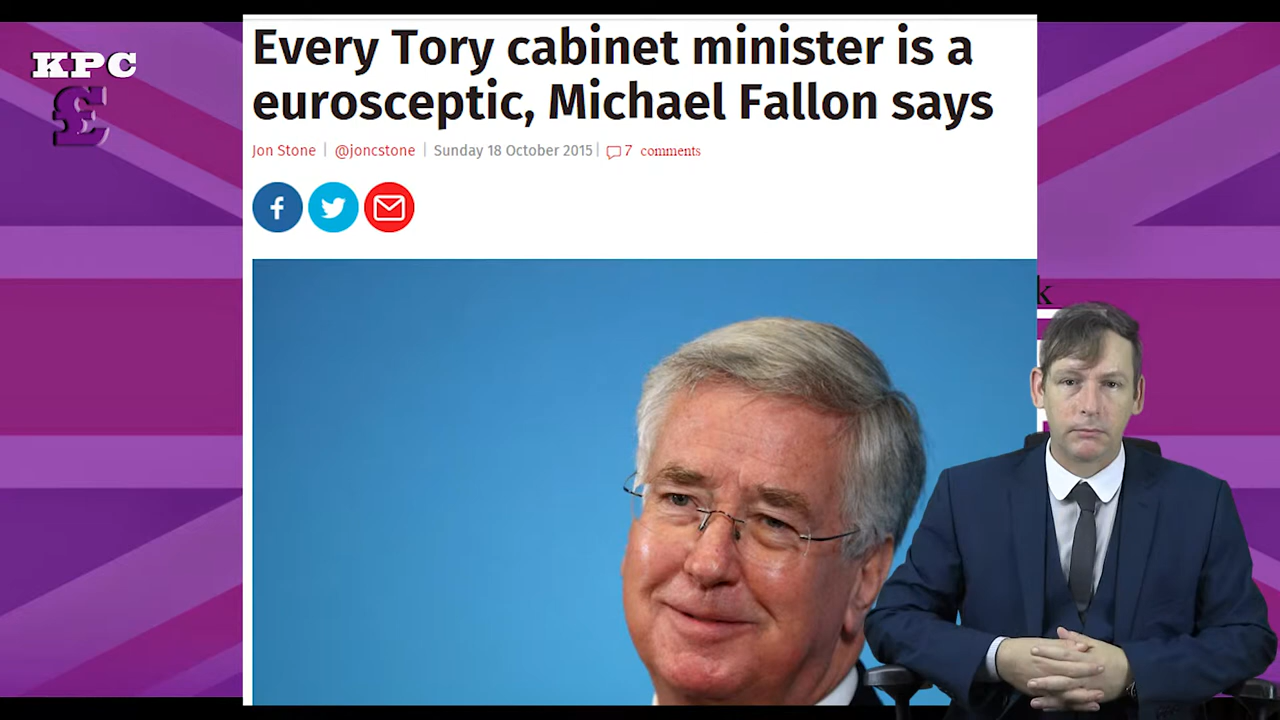 KPC
£
Every Tory cabinet minister is a
eurosceptic, Michael Fallon says
Jon Stone | @joncstone | Sunday 18 October 2015 | 7 comments
k